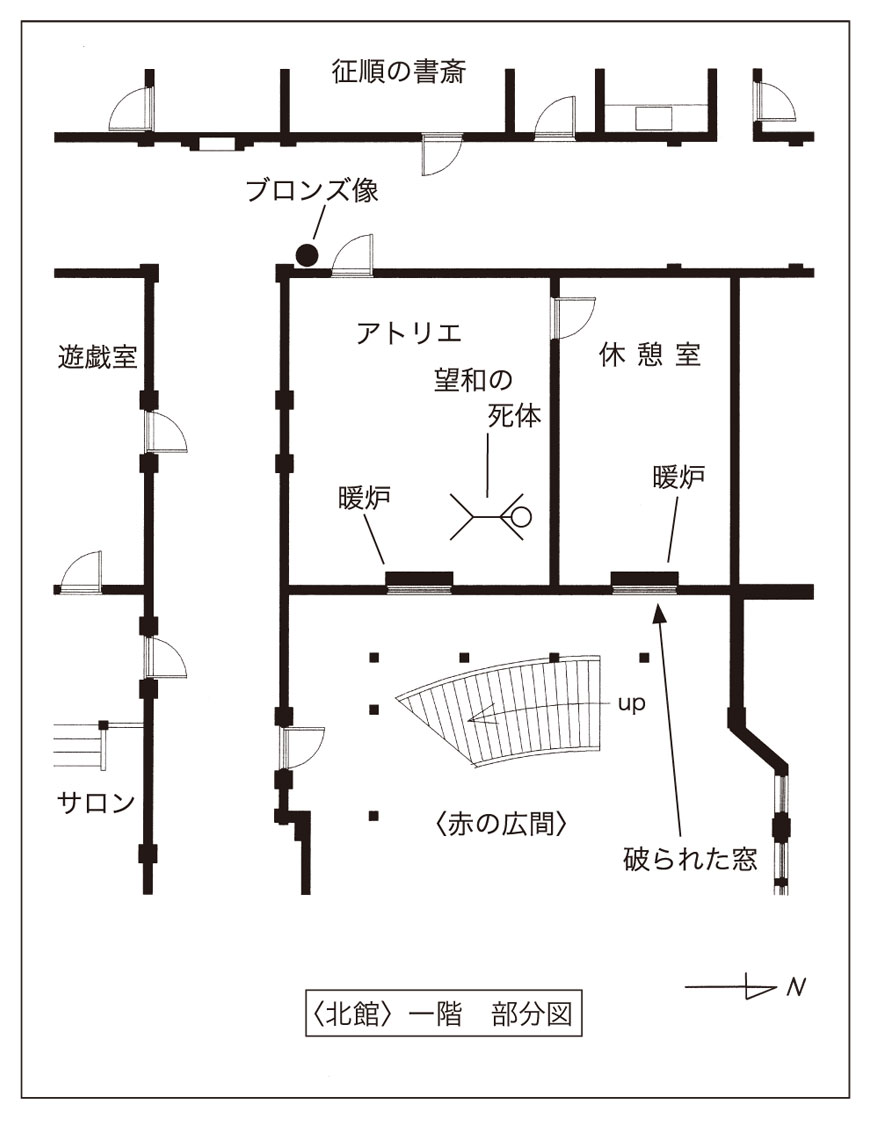 征順の書斎
ブロンズ像
アトリエ
遊戯室
休憩室
望和の
死体
暖炉
暖炉
up
サロン
〈赤の広間〉
破られた窓
N
〈北館〉一階　部分図